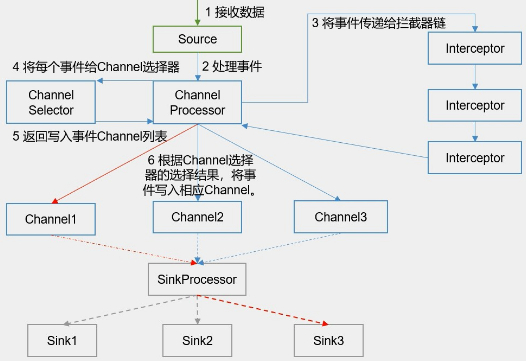 1 接收数据
Source
3 将事件传递给拦截器链
Interceptor
2 处理事件
4 将每个事件给Channel选择器
Channel
Selector
Channel
Processor
Interceptor
5 返回写入事件Channel列表
Interceptor
6 根据Channel选择
器的选择结果，将事
件写入相应Channel。
Channel1
Channel2
Channel3
SinkProcessor
Sink1
Sink2
Sink3